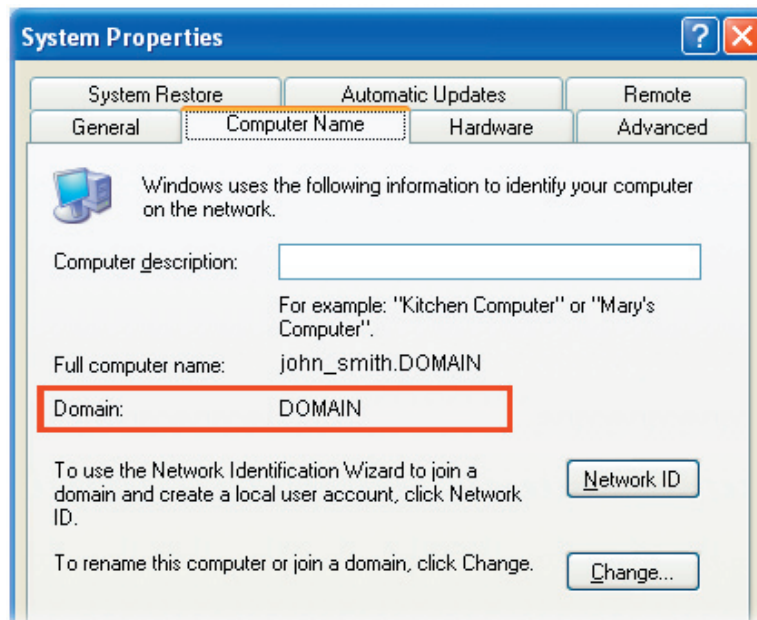 System Properties
?
System Restore Automatic Updates Remote
General Computer Name Hardware Advanced
Windows uses the following information to identify your computer
on the network.
Computer description:
For example: "Kitchen Computer" or "Mary's
Computer".
Full computer name: john_smith.DOMAIN
Domain: DOMAIN
To use the Network Identification Wizard to join a
domain and create a local user account, click Network
ID.
Network ID
To rename this computer or join a domain, click Change.
Change...